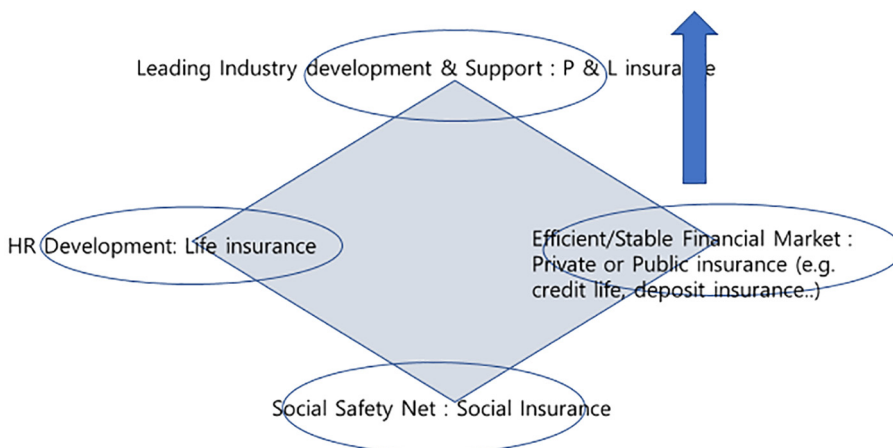 Leading Industry development & Support : P & L insurance
HR Development: Life insurance
Efficient/Stable Financial Market :
Private or Public insurance (e.g.
credit life, deposit insurance..)
Social Safety Net : Social Insurance